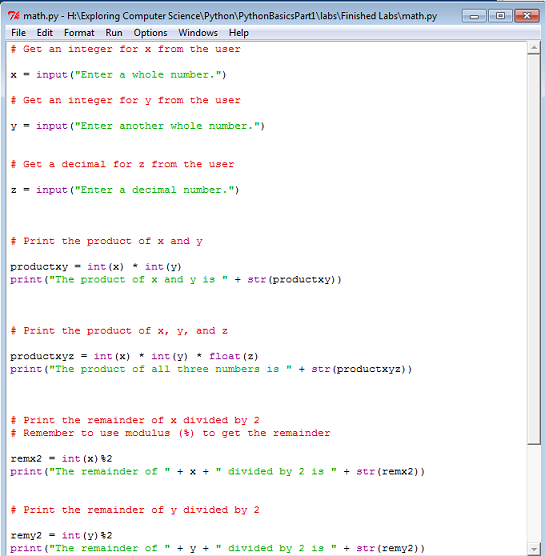 math.py - H:\Exploring Computer Science\Python\PythonBasicsPart1\labs\Finished Labs\math.py
File Edit Format Run Options Windows Help
# Get an integer for x from the user
x = input("Enter a whole number.")
# Get an integer for y from the user
y = input("Enter another whole number.")
# Get a decimal for z from the user
z = input("Enter a decimal number.")
# Print the product of x and y
productxy = int(x) * int(y)
print("The product of x and y is " + str(productxy))
# Print the product of x, y, and z
productxyz = int(x) * int(y) * float(z)
print("The product of all three numbers is " + str(productxyz))
# Print the remainder of x divided by 2
# Remember to use modulus (%) to get the remainder
remx2 = int(x)%2
print("The remainder of " + x + " divided by 2 is " + str(remx2))
# Print the remainder of y divided by 2
remy2 = int(y)%2
print("The remainder of " + y + " divided by 2 is " + str(remy2))